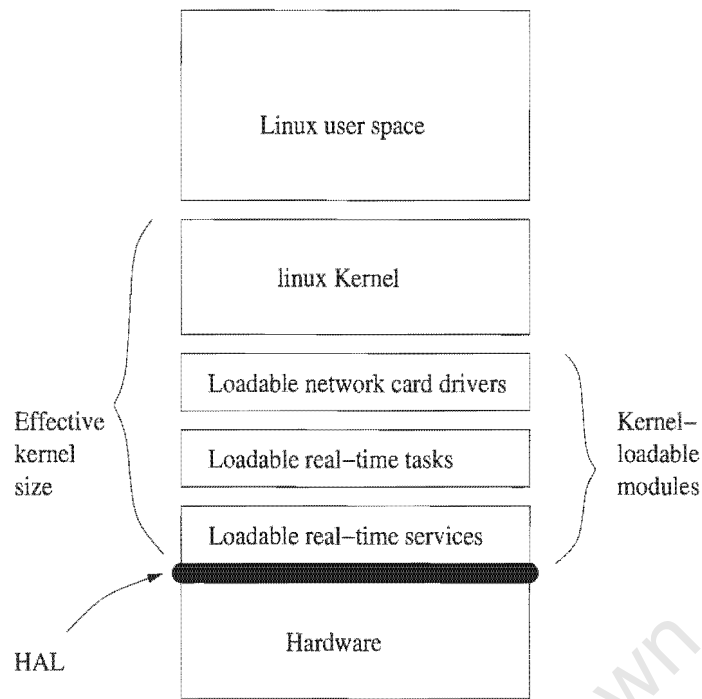 Linux user space
linux Kernel
Loadable network card drivers
Effective
kernel
size
Kernel–
loadable
modules
Loadable real–time tasks
Loadable real–time services
HAL
Hardware
wn